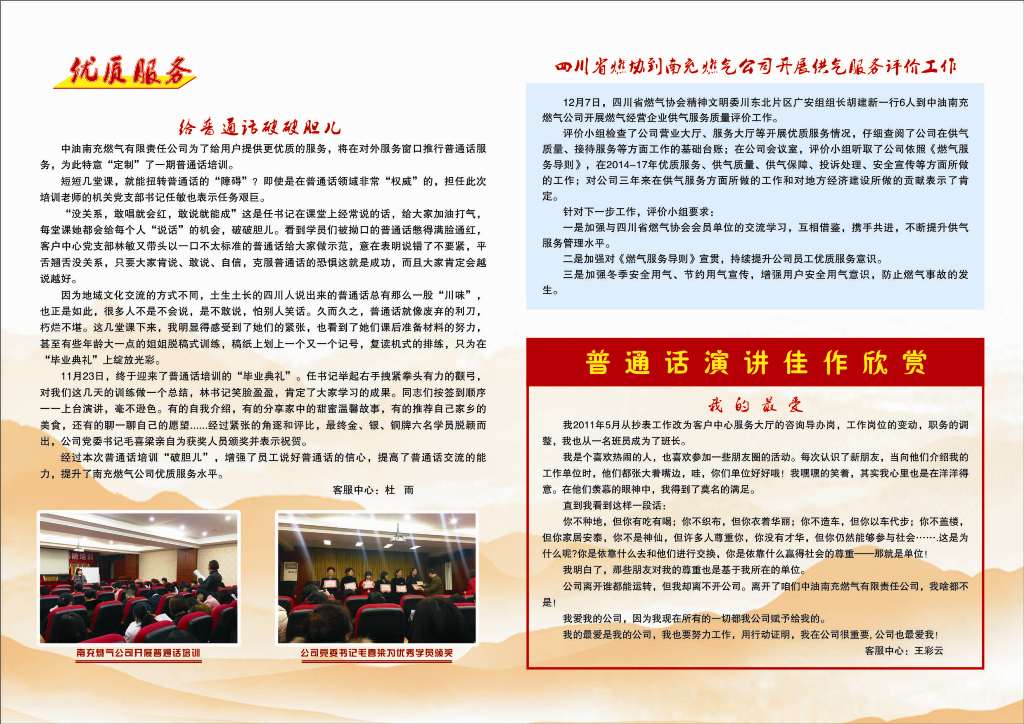 优质服务
给普通话破破胆儿
中油南充燃气有限责任公司为了给用户提供更优质的服务，将在对外服务窗口推行普通话服
务，为此特意“定制”了一期普通话培训。
短短几堂课，就能扭转普通话的“障碍”？即使是在普通话领域非常“权威”的，担任此次
培训老师的机关党支部书记任敏也表示任务艰巨。
“没关系，敢唱就会红，敢说就能成”这是任书记在课堂上经常说的话，给大家加油打气，
每堂课她都会给每个人“说话”的机会，破破胆儿。看到学员们被拗口的普通话憋得满脸通红，
客户中心党支部林敏又带头以一口不太标准的普通话给大家做示范，意在表明说错了不要紧，平
舌翘舌没关系，只要大家肯说、敢说、自信，克服普通话的恐惧这就是成功，而且大家肯定会越
说越好。
因为地域文化交流的方式不同，土生土长的四川人说出来的普通话总有那么一股“川味”，
也正是如此，很多人不是不会说，是不敢说，怕别人笑话。久而久之，普通话就像废弃的利刀，
朽烂不堪。这几堂课下来，我明显得感受到了她们的紧张，也看到了她们课后准备材料的努力，
甚至有些年龄大一点的姐姐脱稿式训练，稿纸上划上一个又一个记号，复读机式的排练，只为在
“毕业典礼”上绽放光彩。
11月23日，终于迎来了普通话培训的“毕业典礼”。任书记举起右手拽紧拳头有力的颧弓，
对我们这几天的训练做一个总结，林书记笑脸盈盈，肯定了大家学习的成果。同志们按签到顺序
一一上台演讲，毫不逊色。有的自我介绍，有的分享家中的甜蜜温馨故事，有的推荐自己家乡的
美食，还有的聊一聊自己的愿望......经过紧张的角逐和评比，最终金、银、铜牌六名学员脱颖而
出，公司党委书记毛喜梁亲自为获奖人员颁奖并表示祝贺。
经过本次普通话培训“破胆儿”，增强了员工说好普通话的信心，提高了普通话交流的能
力，提升了南充燃气公司优质服务水平。
客服中心：杜　雨
南充燃气公司开展普通话培训
公司党委书记毛喜梁为优秀学员颁奖
四川省燃协到南充燃气公司开展供气服务评价工作
12月7日，四川省燃气协会精神文明委川东北片区广安组组长胡建新一行6人到中油南充
燃气公司开展燃气经营企业供气服务质量评价工作。
评价小组检查了公司营业大厅、服务大厅等开展优质服务情况，仔细查阅了公司在供气
质量、接待服务等方面工作的基础台账；在公司会议室，评价小组听取了公司依照《燃气服
务导则》，在2014-17年优质服务、供气质量、供气保障、投诉处理、安全宣传等方面所做
的工作；对公司三年来在供气服务方面所做的工作和对地方经济建设所做的贡献表示了肯
定。
针对下一步工作，评价小组要求：
一是加强与四川省燃气协会会员单位的交流学习，互相借鉴，携手共进，不断提升供气
服务管理水平。
二是加强对《气服务导则》宣贯，持续提升公司员工优质服务意识。
三是加强冬季安全用气、节约用气宣传，增强用户安全用气意识，防止燃气事故的发
生。
普通话演讲佳作欣赏
我的最爱
我2011年5月从抄表工作改为客户中心服务大厅的咨询导办岗，工作岗位的变动，职务的调
整，我也从一名班员成为了班长。
我是个喜欢热闹的人，也喜欢参加一些朋友圈的活动。每次认识了新朋友，当向他们介绍我的
工作单位时，他们都张大着嘴边，哇，你们单位好好哦！我嘿嘿的笑着，其实我心里也是在洋洋得
意。在他们羡慕的眼神中，我得到了莫名的满足。
直到我看到这样一段话：
你不种地，但你有吃有喝；你不织布，但你衣着华丽；你不造车，但你以车代步；你不盖楼，
但你家居安泰，你不是神仙，但许多人尊重你，你没有才华，但你仍然能够参与社会……这是为
什么呢?你是依靠什么去和他们进行交换，你是依靠什么赢得社会的尊重——那就是单位！
我明白了，那些朋友对我的尊重也是基于我所在的单位。
公司离开谁都能运转，但我却离不开公司。离开了咱们中油南充燃气有限责任公司，我啥都不
是！
我爱我的公司，因为我现在所有的一切都我公司赋予给我的。
我的最爱是我的公司，我也要努力工作，用行动证明，我在公司很重要,公司也最爱我！
客服中心：王彩云